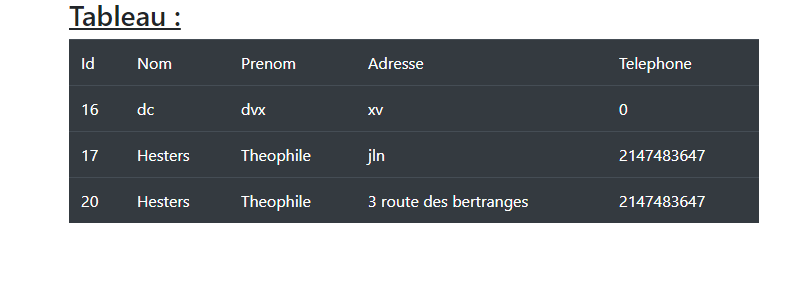 Tableau :
Id Nom Prenom Adresse Telephone
16 dc dvx xv 0
17 Hesters Theophile jln 2147483647
20 Hesters Theophile 3 route des bertranges 2147483647